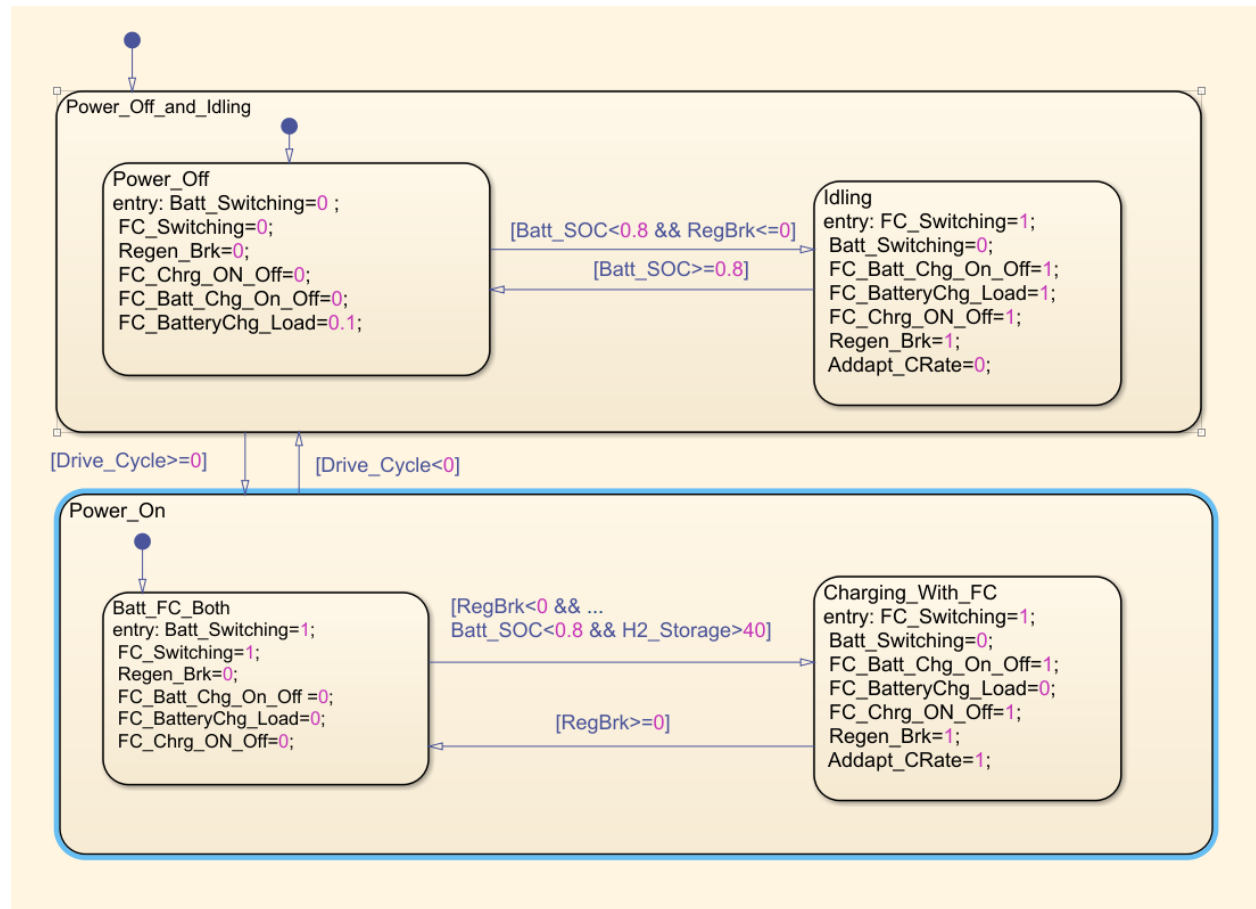 Power_Off_and_Idling
Power_Off
entry: Batt_Switching=0 ;
FC_Switching=0;
Regen_Brk=0;
FC_Chrg_ON_Off=0;
FC_Batt_Chg_On_Off=0;
FC_BatteryChg_Load=0.1;
[Batt_SOC<0.8 && RegBrk<=0]
[Batt_SOC>=0.8]
Idling
entry: FC_Switching=1;
Batt_Switching=0;
FC_Batt_Chg_On_Off=1;
FC_BatteryChg_Load=1;
FC_Chrg_ON_Off=1;
Regen_Brk=1;
Addapt_CRate=0;
[Drive_Cycle>=0]
[Drive_Cycle<0]
Power_On
Batt_FC_Both
entry: Batt_Switching=1;
FC_Switching=1;
Regen_Brk=0;
FC_Batt_Chg_On_Off =0;
FC_BatteryChg_Load=0;
FC_Chrg_ON_Off=0;
[RegBrk<0 && ...
Batt_SOC<0.8 && H2_Storage>40]
[RegBrk>=0]
Charging_With_FC
entry: FC_Switching=1;
Batt_Switching=0;
FC_Batt_Chg_On_Off=1;
FC_BatteryChg_Load=0;
FC_Chrg_ON_Off=1;
Regen_Brk=1;
Addapt_CRate=1;